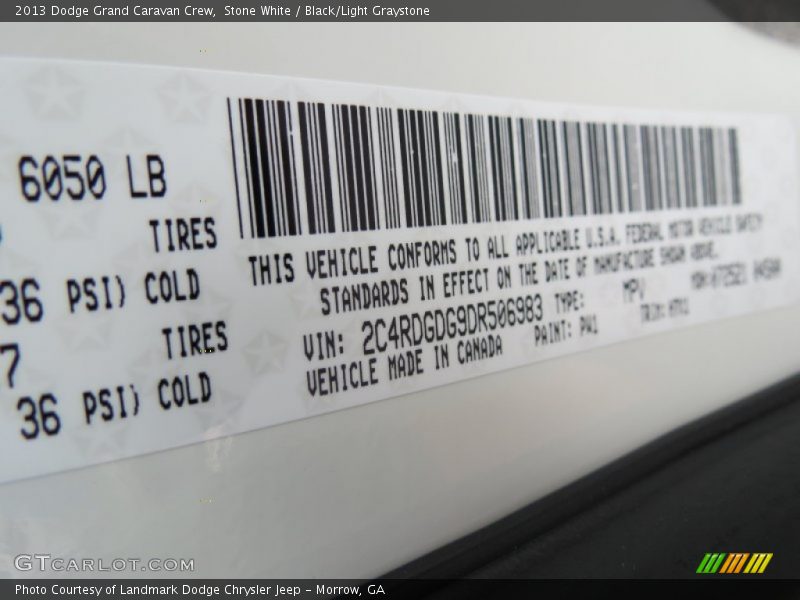 2013 Dodge Grand Caravan Crew, Stone White / Black/Light Graystone
6050 LB
TIRES
36 PSI) COLD
7 TIRES
36 PSI) COLD
THIS VEHICLE CONFORMS TO ALL APPLICABLE U.S.A. FEDERAL MOTOR VEHICLE SAFETY
STANDARDS IN EFFECT ON THE DATE OF MANUFACTURE SHOWN ABOVE.
VIN: 2C4RDGDG9DR506983 TYPE: MPV
VEHICLE MADE IN CANADA PAINT: PW1 TRIM:
GTCARLOT.COM
Photo Courtesy of Landmark Dodge Chrysler Jeep – Morrow, GA